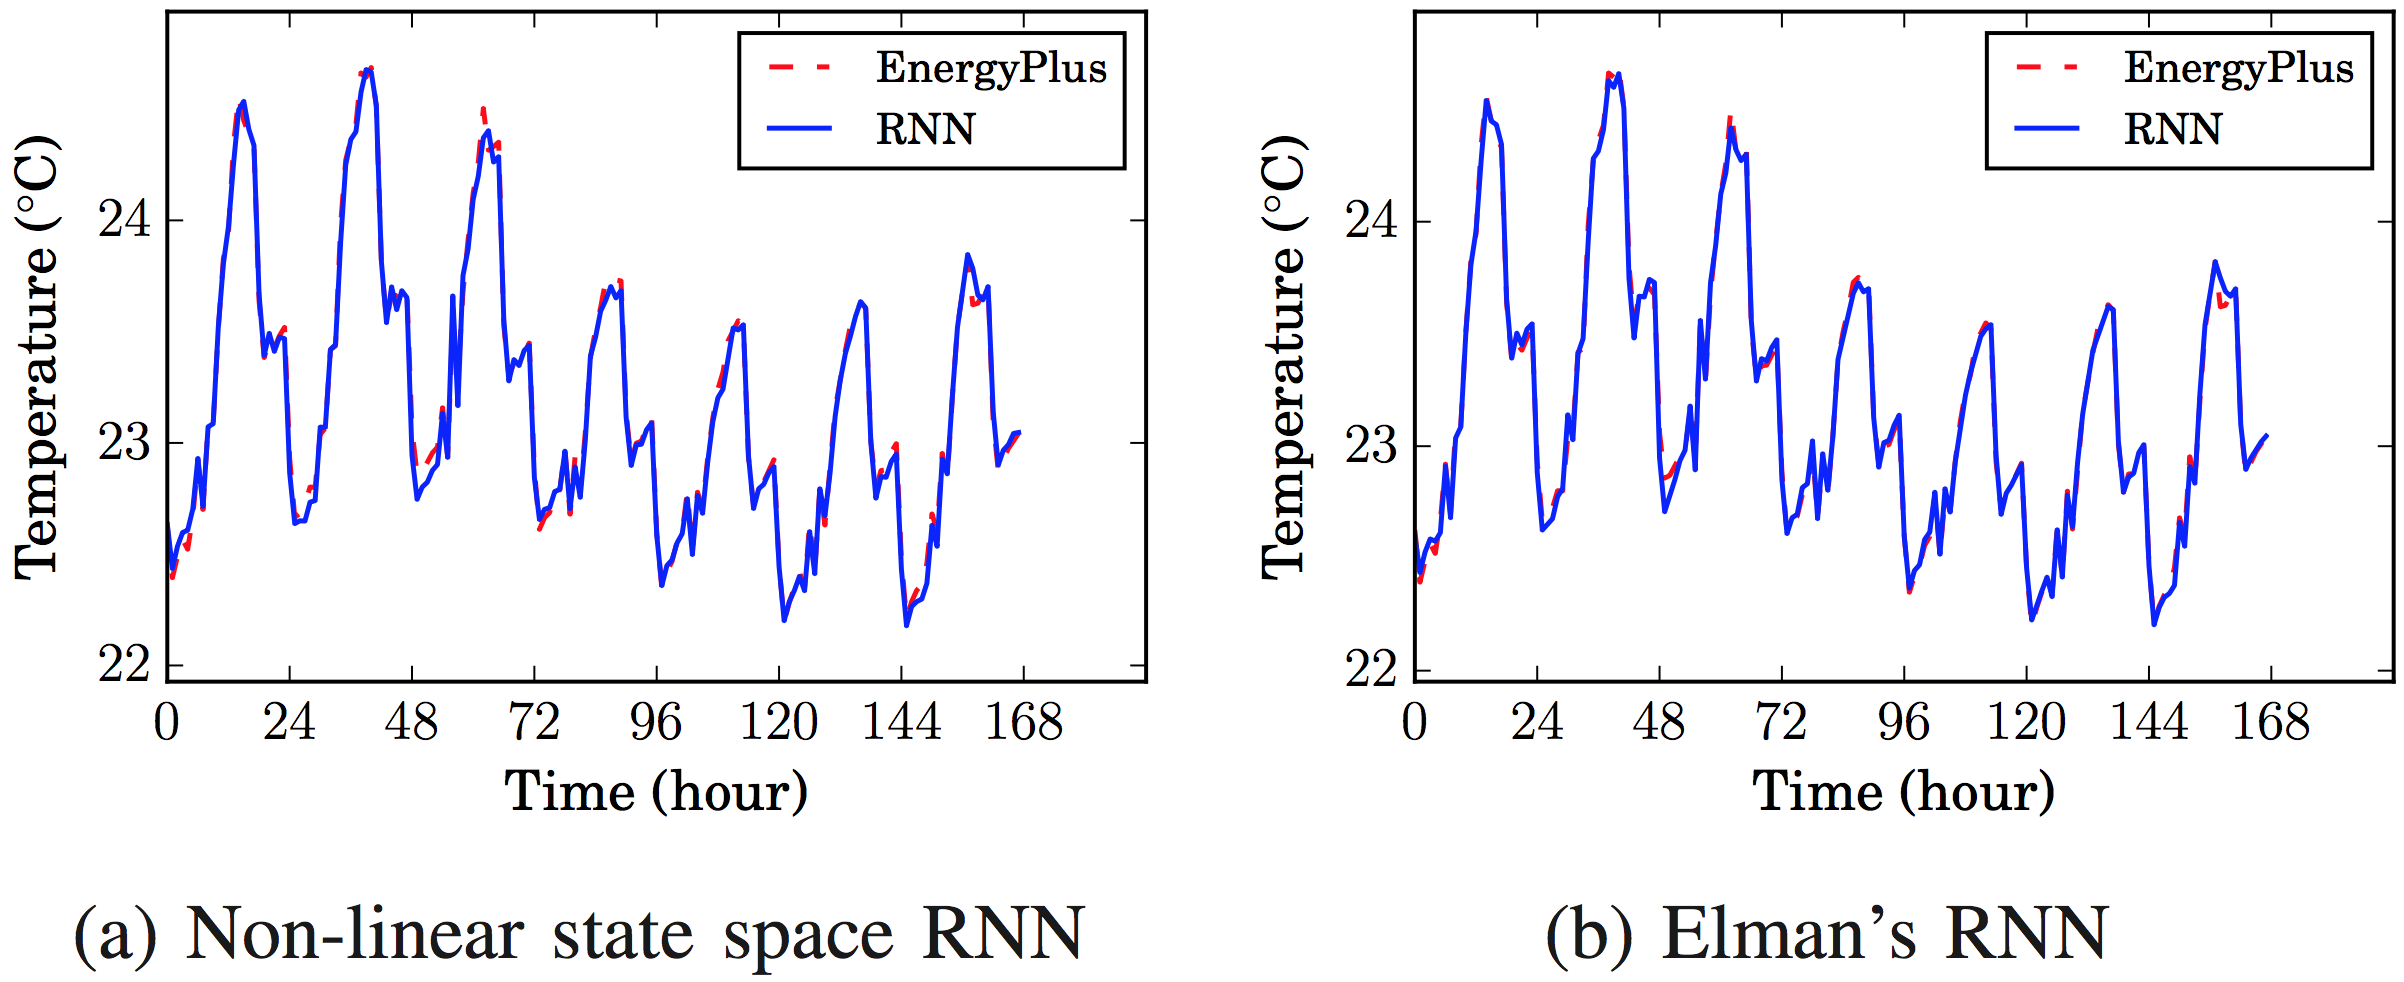 EnergyPlus
RNN
Temperature (°C)
24
23
22
0 24 48 72 96 120 144 168
Time (hour)
(a) Non-linear state space RNN
EnergyPlus
RNN
Temperature (°C)
24
23
22
0 24 48 72 96 120 144 168
Time (hour)
(b) Elman's RNN